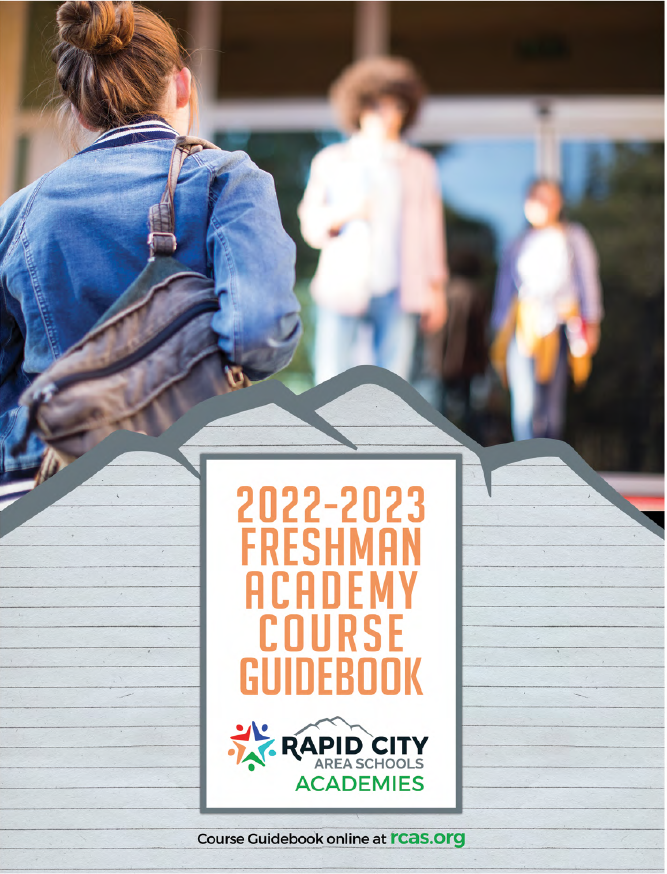 2022-2023
FRESHMAN
ACADEMY
COURSE
GUIDEBOOK
RAPID CITY
AREA SCHOOLS
ACADEMIES
Course Guidebook online at rcas.org